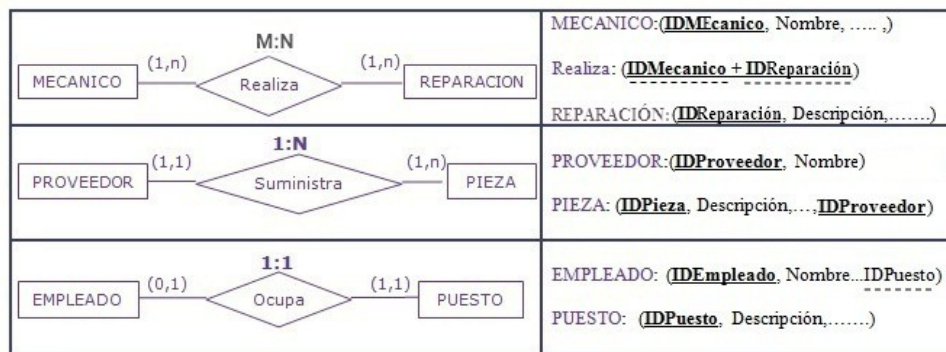 M:N
MECANICO
(1,n)
Realiza
(1,n)
REPARACION
MECANICO:(IDMEcanico, Nombre, ….. ,)
Realiza: (IDMecanico + IDReparación)
REPARACIÓN:(IDReparación, Descripción,…….)
1:N
PROVEEDOR
(1,1)
Suministra
(1,n)
PIEZA
PROVEEDOR:(IDProveedor, Nombre)
PIEZA: (IDPieza, Descripción,…,IDProveedor)
1:1
EMPLEADO
(0,1)
Ocupa
(1,1)
PUESTO
EMPLEADO: (IDEmpleado, Nombre...IDPuesto)
PUESTO: (IDPuesto, Descripción,…….)